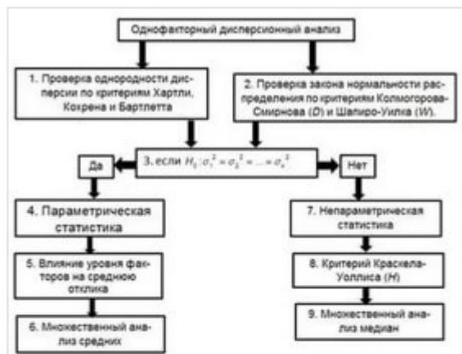 Однофакторный дисперсионный анализ
1. Проверка однородности дис-
персии по критериям Хартли,
Кохрена и Бартлетта
2. Проверка закона нормальности рас-
пределения по критериям Колмогорова-
Смирнова (D) и Шапиро-Уилка (W).
Да
3. если H₀ : σ₁² = σ₂² = ... = σₙ²
Нет
4. Параметрическая
статистика
7. Непараметрическая
статистика
5. Влияние уровня фак-
торов на среднюю
отклика
8. Критерий Краскела-
Уоллиса (H)
6. Множественный ана-
лиз средних
9. Множественный ана-
лиз медиан